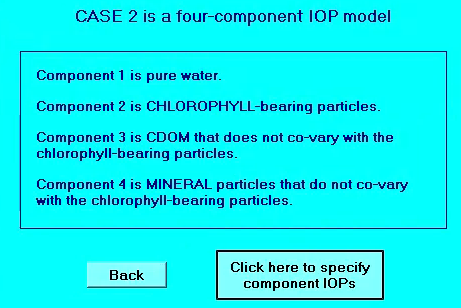 CASE 2 is a four-component IOP model
Component 1 is pure water.
Component 2 is CHLOROPHYLL-bearing particles.
Component 3 is CDOM that does not co-vary with the
chlorophyll-bearing particles.
Component 4 is MINERAL particles that do not co-vary
with the chlorophyll-bearing particles.
Back
Click here to specify
component IOPs